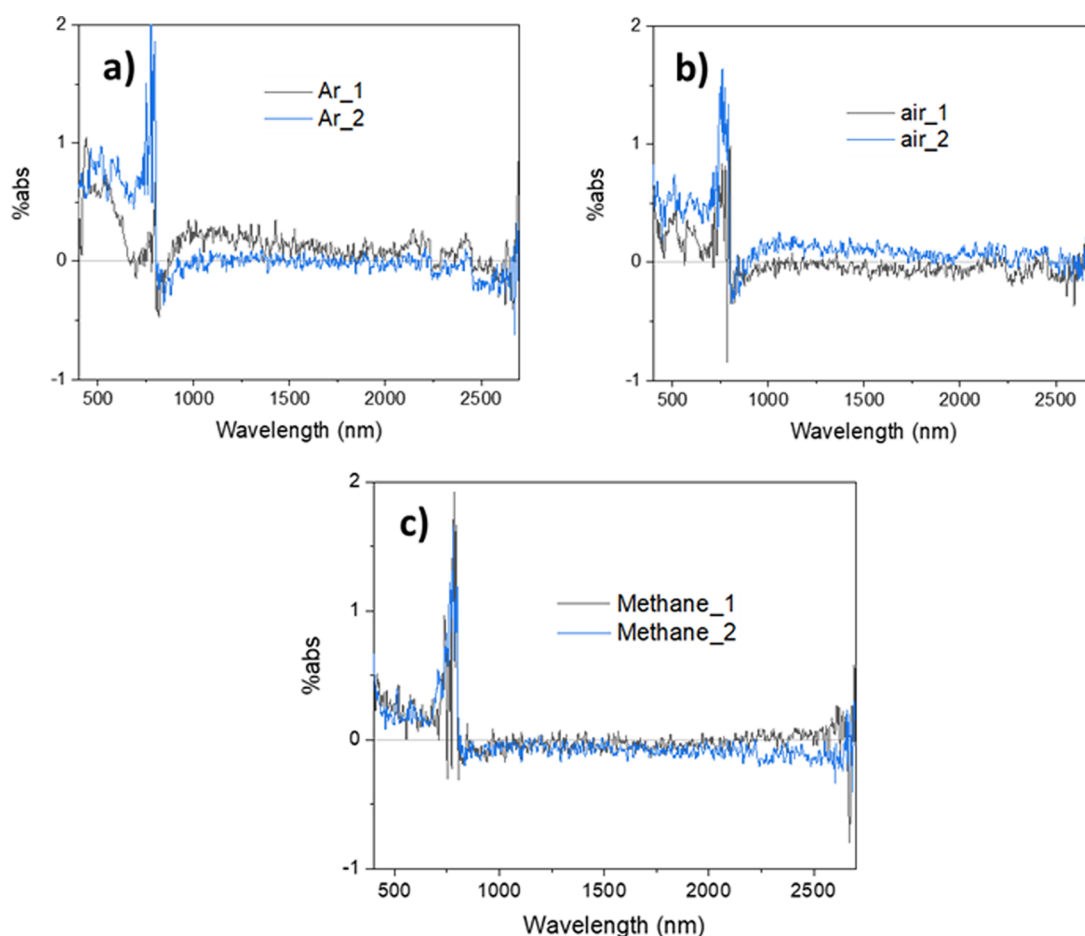 a)
2
1
0
-1
%abs
Ar_1
Ar_2
500 1000 1500 2000 2500
Wavelength (nm)
b)
2
1
0
-1
%abs
air_1
air_2
500 1000 1500 2000 2500
Wavelength (nm)
c)
2
1
0
-1
%abs
Methane_1
Methane_2
500 1000 1500 2000 2500
Wavelength (nm)